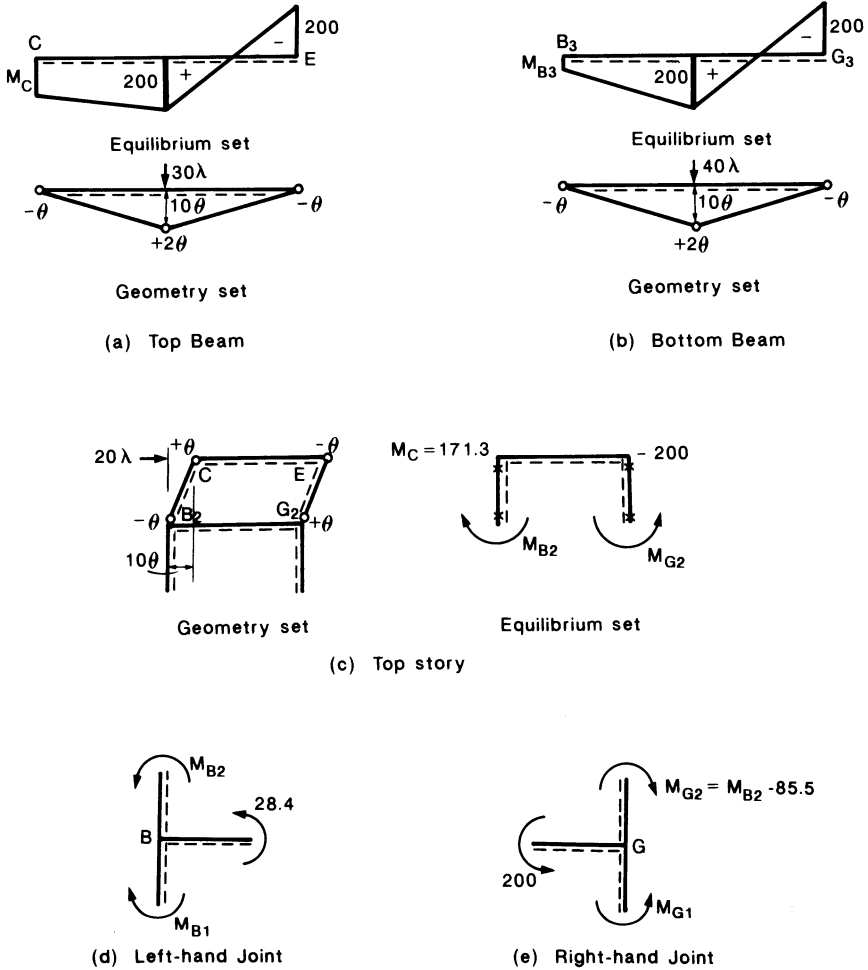 C
M_C
200
+
−
200
E
Equilibrium set
30λ
10θ
-θ
+2θ
-θ
Geometry set
(a) Top Beam
B₃
M_B3
200
+
−
200
G₃
Equilibrium set
40λ
10θ
-θ
+2θ
-θ
Geometry set
(b) Bottom Beam
20λ
+θ
-θ
C
E
-θ
B₂
G₂
+θ
10θ
Geometry set
M_C = 171.3
- 200
M_B2
M_G2
Equilibrium set
(c) Top story
M_B2
28.4
B
M_B1
(d) Left-hand Joint
M_G2 = M_B2 -85.5
G
200
M_G1
(e) Right-hand Joint